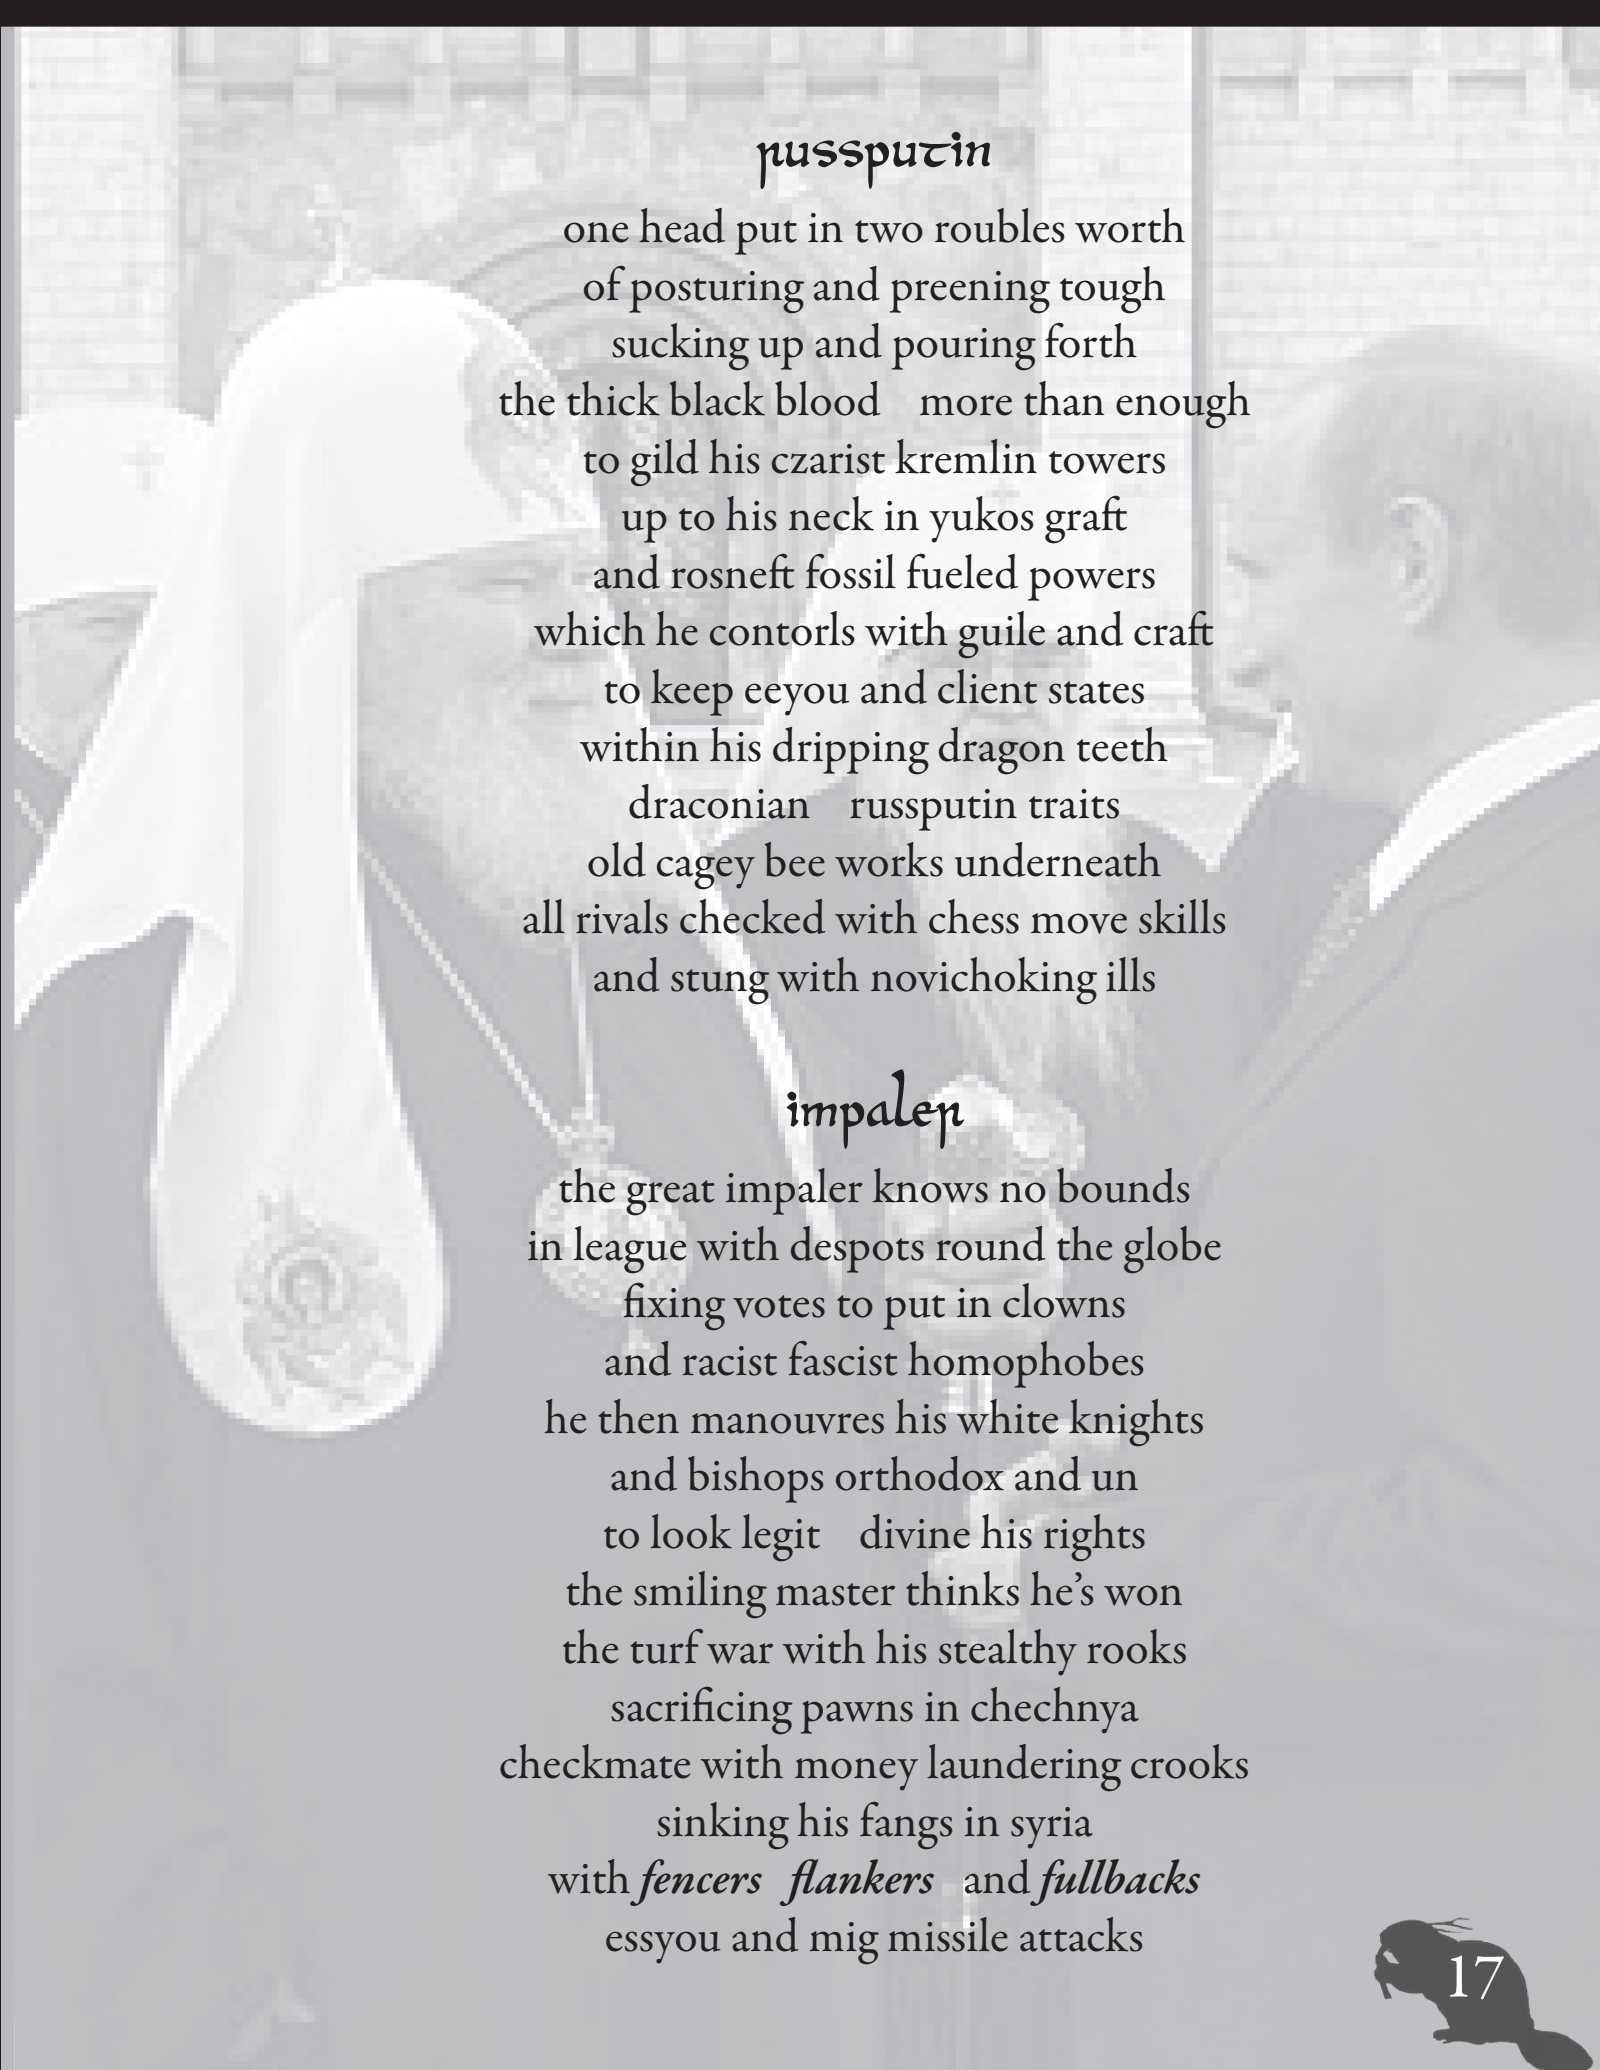 russputin
one head put in two roubles worth
of posturing and preening tough
sucking up and pouring forth
the thick black blood    more than enough
to gild his czarist kremlin towers
up to his neck in yukos graft
and rosneft fossil fueled powers
which he contorls with guile and craft
to keep eeyou and client states
within his dripping dragon teeth
draconian    russputin traits
old cagey bee works underneath
all rivals checked with chess move skills
and stung with novichoking ills
impaler
the great impaler knows no bounds
in league with despots round the globe
fixing votes to put in clowns
and racist fascist homophobes
he then manouvres his white knights
and bishops orthodox and un
to look legit    divine his rights
the smiling master thinks he’s won
the turf war with his stealthy rooks
sacrificing pawns in chechnya
checkmate with money laundering crooks
sinking his fangs in syria
with fencers   flankers   and fullbacks
essyou and mig missile attacks
17